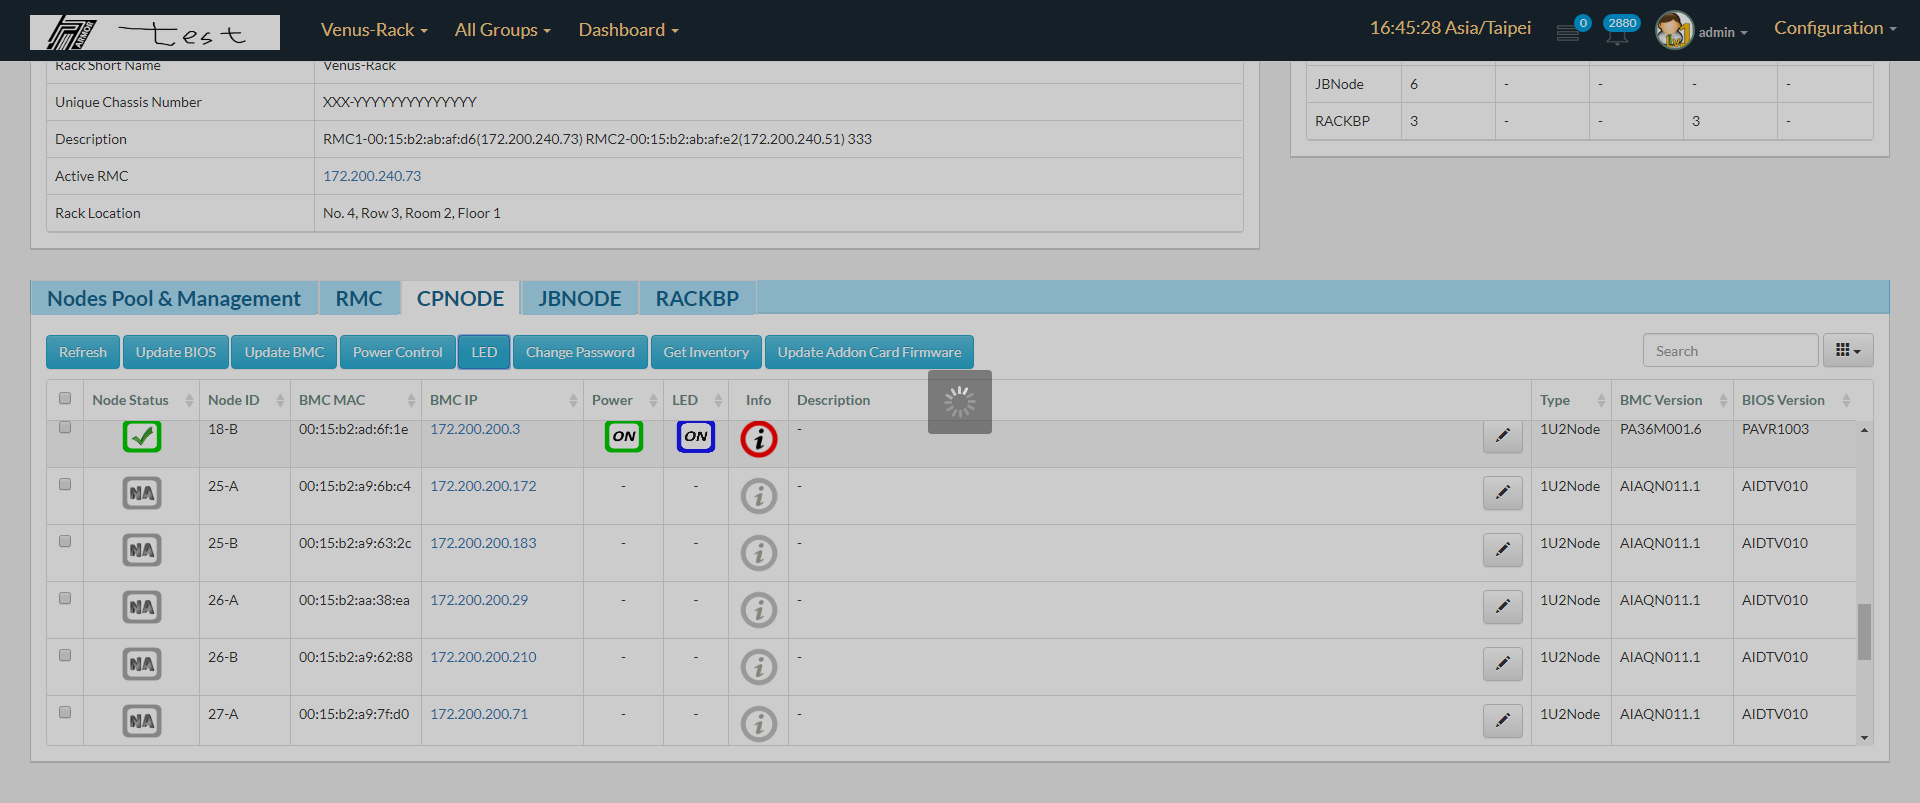 ARMOR test Venus-Rack All Groups Dashboard 16:45:28 Asia/Taipei 0 2880 admin Configuration
Rack Short Name Venus-Rack
Unique Chassis Number XXX-YYYYYYYYYYYYYY
Description RMC1-00:15:b2:ab:af:d6(172.200.240.73) RMC2-00:15:b2:ab:af:e2(172.200.240.51) 333
Active RMC 172.200.240.73
Rack Location No. 4, Row 3, Room 2, Floor 1
JBNode 6 - - - -
RACKBP 3 - - 3 -
Nodes Pool & Management RMC CPNODE JBNODE RACKBP
Refresh Update BIOS Update BMC Power Control LED Change Password Get Inventory Update Addon Card Firmware Search
Node Status Node ID BMC MAC BMC IP Power LED Info Description Type BMC Version BIOS Version
18-B 00:15:b2:ad:6f:1e 172.200.200.3 ON ON i - 1U2Node PA36M001.6 PAVR1003
NA 25-A 00:15:b2:a9:6b:c4 172.200.200.172 - - i - 1U2Node AIAQN011.1 AIDTV010
NA 25-B 00:15:b2:a9:63:2c 172.200.200.183 - - i - 1U2Node AIAQN011.1 AIDTV010
NA 26-A 00:15:b2:aa:38:ea 172.200.200.29 - - i - 1U2Node AIAQN011.1 AIDTV010
NA 26-B 00:15:b2:a9:62:88 172.200.200.210 - - i - 1U2Node AIAQN011.1 AIDTV010
NA 27-A 00:15:b2:a9:7f:d0 172.200.200.71 - - i - 1U2Node AIAQN011.1 AIDTV010